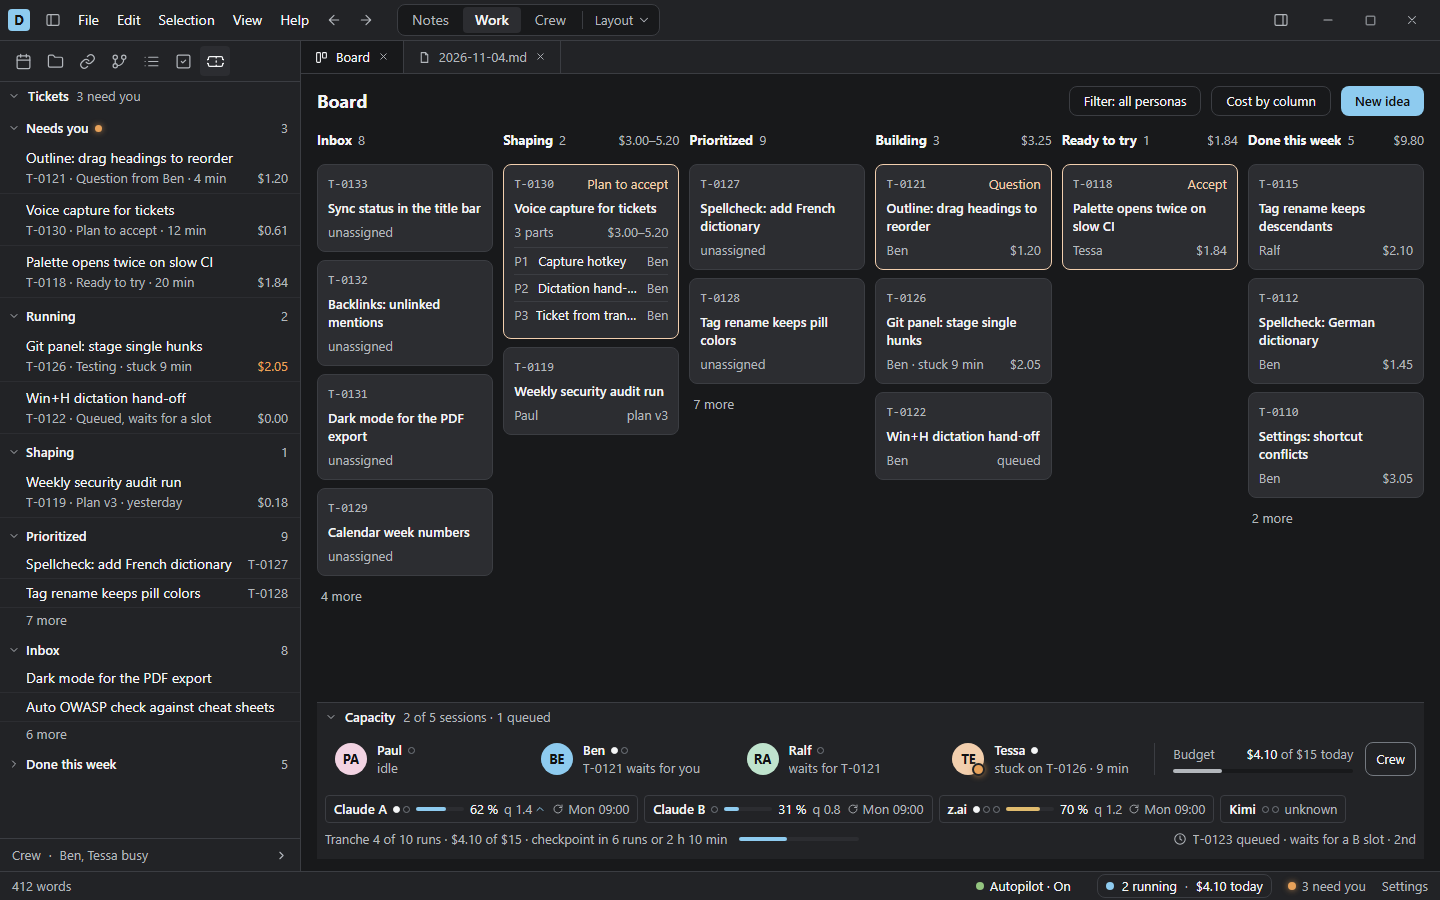 D File Edit Selection View Help Notes Work Crew Layout
Tickets 3 need you
Needs you 3
Outline: drag headings to reorder
T-0121 · Question from Ben · 4 min $1.20
Voice capture for tickets
T-0130 · Plan to accept · 12 min $0.61
Palette opens twice on slow CI
T-0118 · Ready to try · 20 min $1.84
Running 2
Git panel: stage single hunks
T-0126 · Testing · stuck 9 min $2.05
Win+H dictation hand-off
T-0122 · Queued, waits for a slot $0.00
Shaping 1
Weekly security audit run
T-0119 · Plan v3 · yesterday $0.18
Prioritized 9
Spellcheck: add French dictionary T-0127
Tag rename keeps pill colors T-0128
7 more
Inbox 8
Dark mode for the PDF export
Auto OWASP check against cheat sheets
6 more
Done this week 5
Crew · Ben, Tessa busy
Board 2026-11-04.md
Board Filter: all personas Cost by column New idea
Inbox 8
T-0133
Sync status in the title bar
unassigned
T-0132
Backlinks: unlinked
mentions
unassigned
T-0131
Dark mode for the PDF
export
unassigned
T-0129
Calendar week numbers
unassigned
4 more
Shaping 2 $3.00–5.20
T-0130 Plan to accept
Voice capture for tickets
3 parts $3.00–5.20
P1 Capture hotkey Ben
P2 Dictation hand-... Ben
P3 Ticket from tran... Ben
T-0119
Weekly security audit run
Paul plan v3
Prioritized 9
T-0127
Spellcheck: add French
dictionary
unassigned
T-0128
Tag rename keeps pill
colors
unassigned
7 more
Building 3 $3.25
T-0121 Question
Outline: drag headings to
reorder
Ben $1.20
T-0126
Git panel: stage single
hunks
Ben · stuck 9 min $2.05
T-0122
Win+H dictation hand-off
Ben queued
Ready to try 1 $1.84
T-0118 Accept
Palette opens twice on
slow CI
Tessa $1.84
Done this week 5 $9.80
T-0115
Tag rename keeps
descendants
Ralf $2.10
T-0112
Spellcheck: German
dictionary
Ben $1.45
T-0110
Settings: shortcut
conflicts
Ben $3.05
2 more
Capacity 2 of 5 sessions · 1 queued
PA Paul
idle
BE Ben
T-0121 waits for you
RA Ralf
waits for T-0121
TE Tessa
stuck on T-0126 · 9 min
Budget $4.10 of $15 today
Crew
Claude A 62 % q 1.4 Mon 09:00
Claude B 31 % q 0.8 Mon 09:00
z.ai 70 % q 1.2 Mon 09:00
Kimi unknown
Tranche 4 of 10 runs · $4.10 of $15 · checkpoint in 6 runs or 2 h 10 min
T-0123 queued · waits for a B slot · 2nd
412 words Autopilot · On 2 running · $4.10 today 3 need you Settings